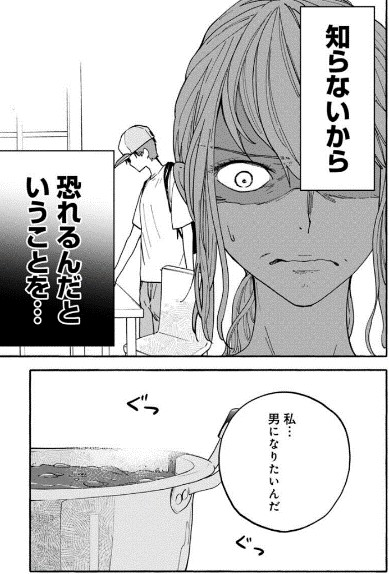 知らないから
恐れるんだと
いうことを…
私…
男になりたいんだ
ぐっ
ぐっ